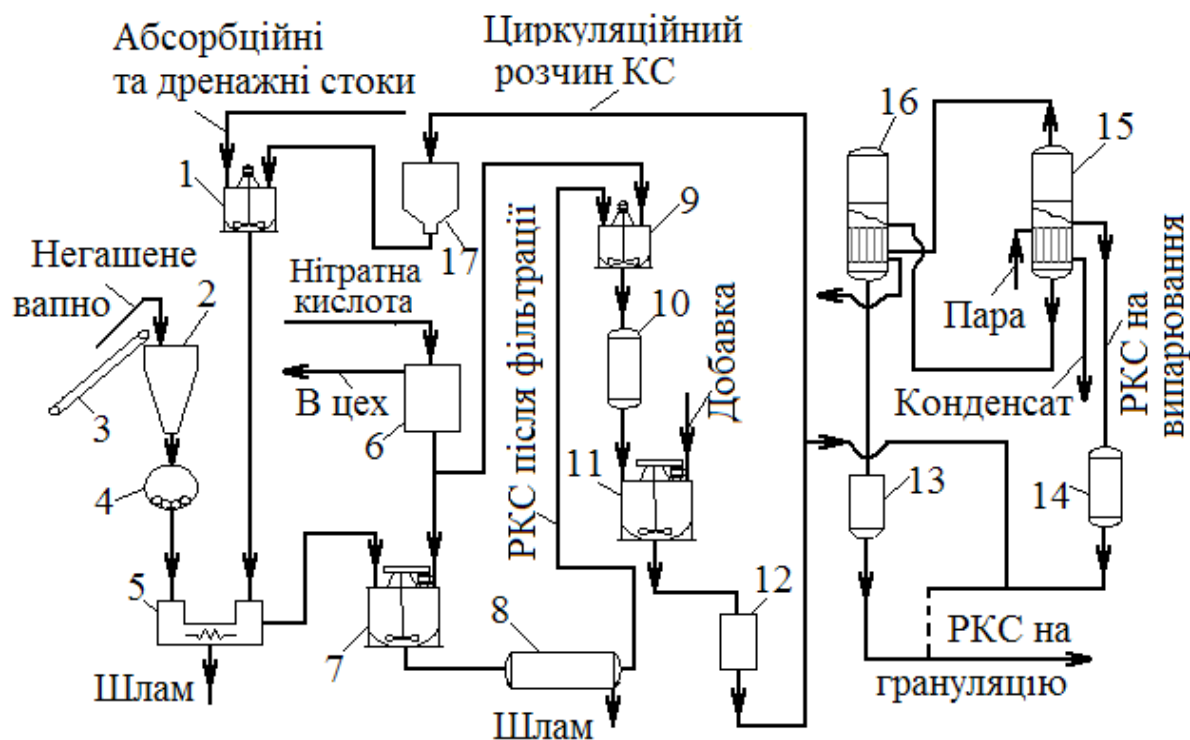 Абсорбційні
та дренажні стоки
Циркуляційний
розчин КС
16
15
1
17
9
Негашене
вапно
2
3
4
5
Шлам
Нітратна
кислота
В цех
6
7
8
Шлам
РКС після фільтрації
10
Добавка
11
12
Пара
Конденсат
РКС на
випарювання
13
14
РКС на
грануляцію